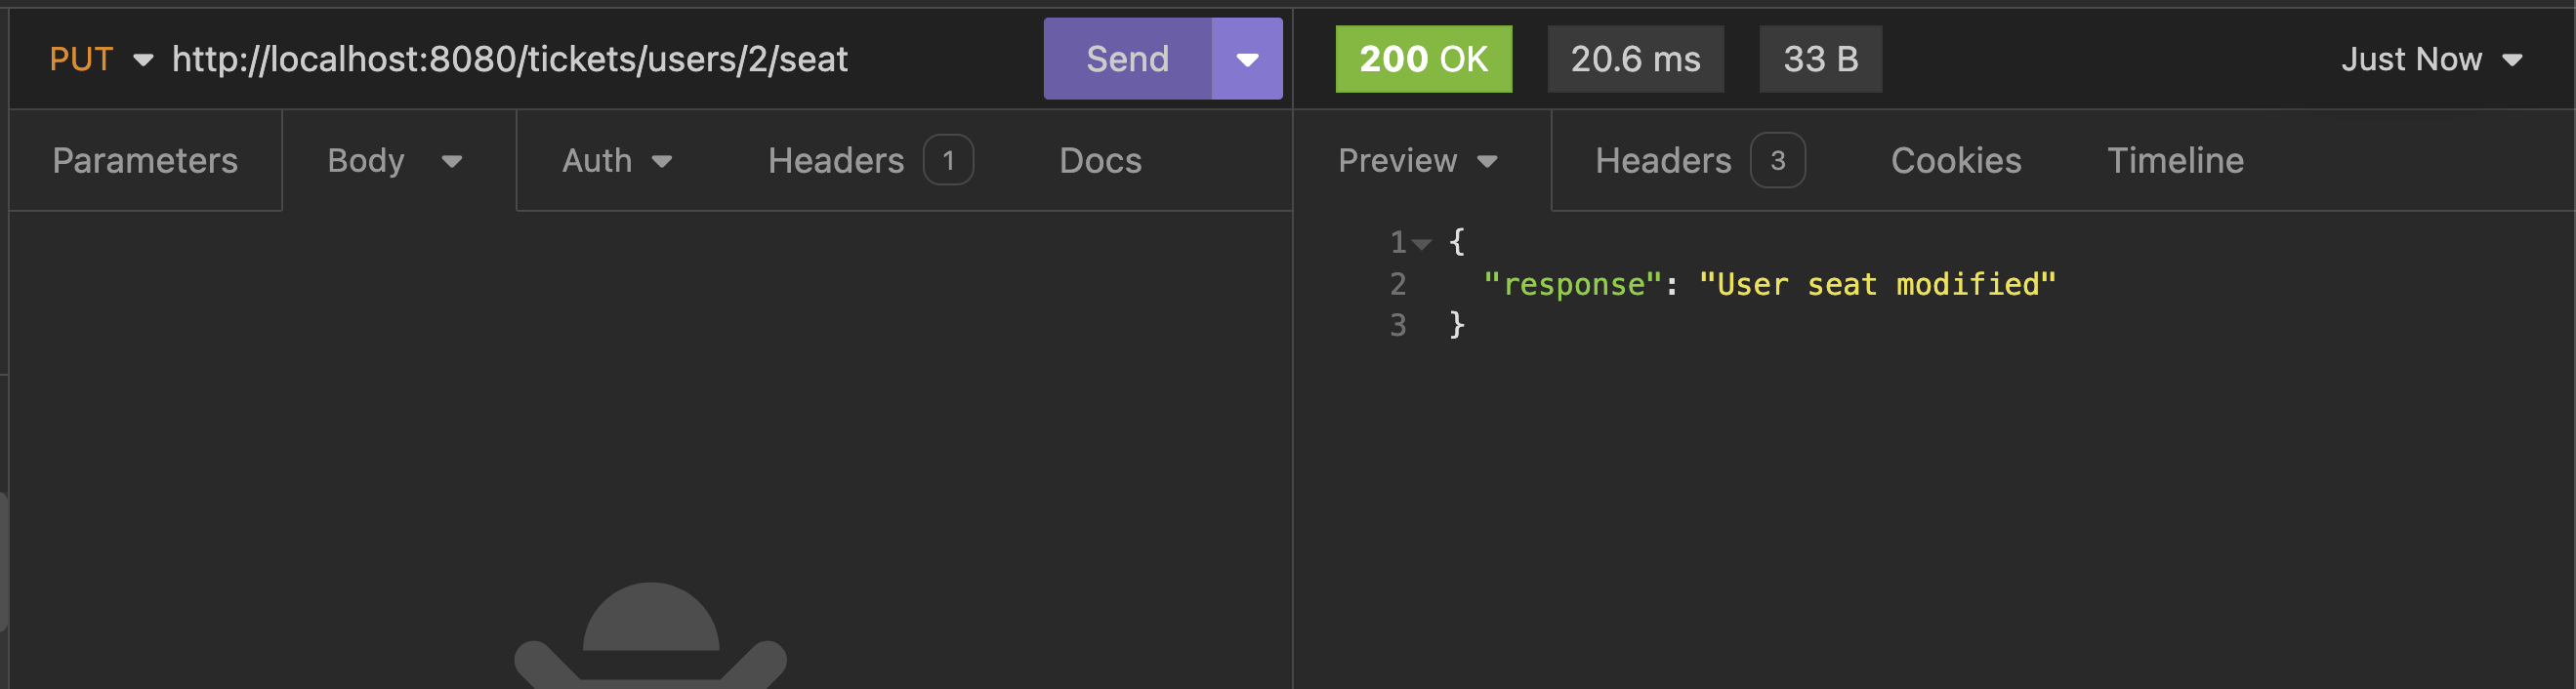 PUT http://localhost:8080/tickets/users/2/seat Send
200 OK 20.6 ms 33 B Just Now
Parameters Body Auth Headers 1 Docs
Preview Headers 3 Cookies Timeline
1 {
2 "response": "User seat modified"
3 }